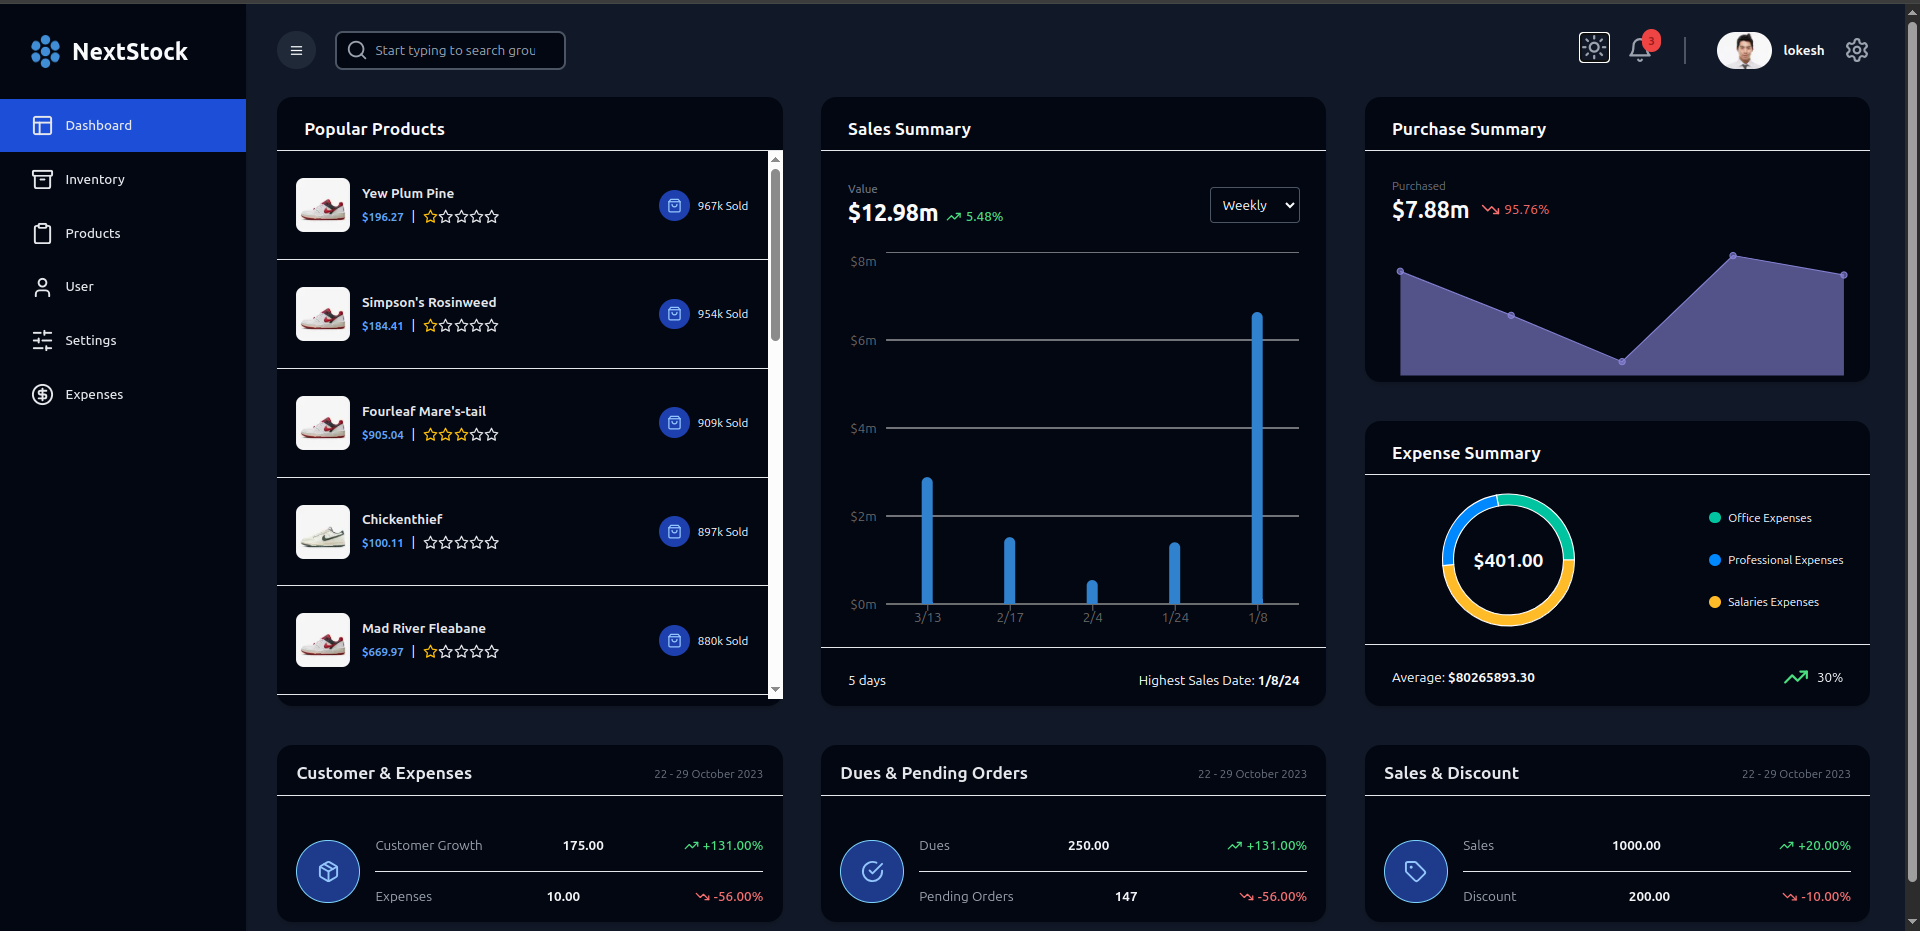 NextStock
Start typing to search grou
3
lokesh
Dashboard
Inventory
Products
User
Settings
Expenses
Popular Products
Yew Plum Pine
$196.27 |
967k Sold
Simpson's Rosinweed
$184.41 |
954k Sold
Fourleaf Mare's-tail
$905.04 |
909k Sold
Chickenthief
$100.11 |
897k Sold
Mad River Fleabane
$669.97 |
880k Sold
Sales Summary
Value
$12.98m 5.48%
Weekly
$8m
$6m
$4m
$2m
$0m
3/13 2/17 2/4 1/24 1/8
5 days
Highest Sales Date: 1/8/24
Purchase Summary
Purchased
$7.88m 95.76%
Expense Summary
$401.00
Office Expenses
Professional Expenses
Salaries Expenses
Average: $80265893.30
30%
Customer & Expenses
22 - 29 October 2023
Customer Growth 175.00 +131.00%
Expenses 10.00 -56.00%
Dues & Pending Orders
22 - 29 October 2023
Dues 250.00 +131.00%
Pending Orders 147 -56.00%
Sales & Discount
22 - 29 October 2023
Sales 1000.00 +20.00%
Discount 200.00 -10.00%